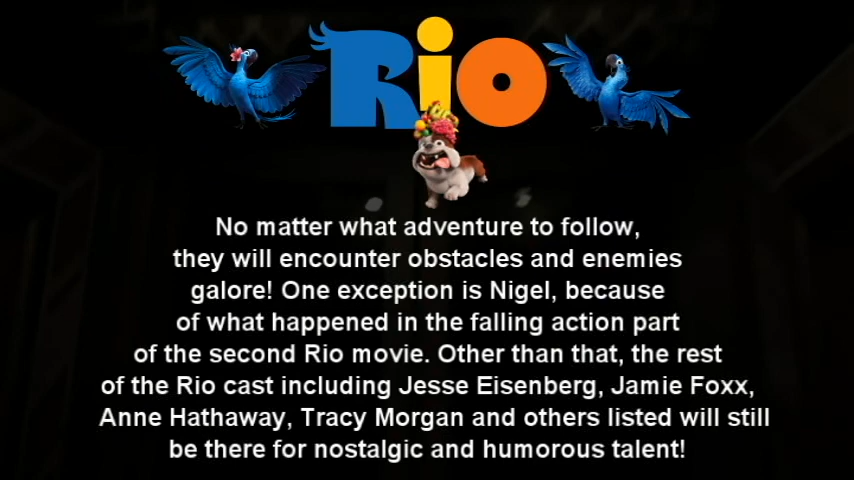 Rio
No matter what adventure to follow,
they will encounter obstacles and enemies
galore! One exception is Nigel, because
of what happened in the falling action part
of the second Rio movie. Other than that, the rest
of the Rio cast including Jesse Eisenberg, Jamie Foxx,
Anne Hathaway, Tracy Morgan and others listed will still
be there for nostalgic and humorous talent!